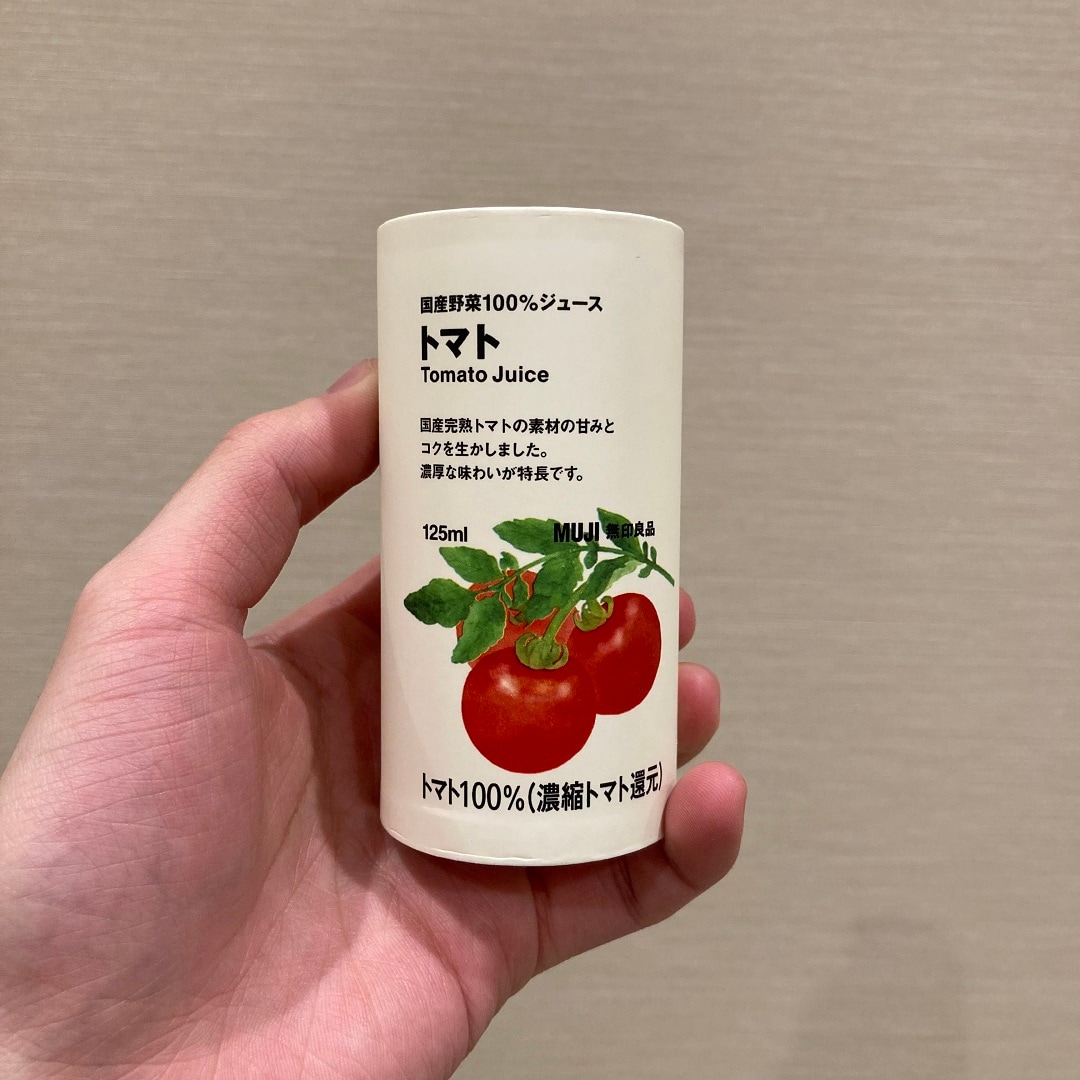 国産野菜100%ジュース
トマト
Tomato Juice
国産完熟トマトの素材の甘みと
コクを生かしました。
濃厚な味わいが特長です。
125ml MUJI 無印良品
トマト100%(濃縮トマト還元)